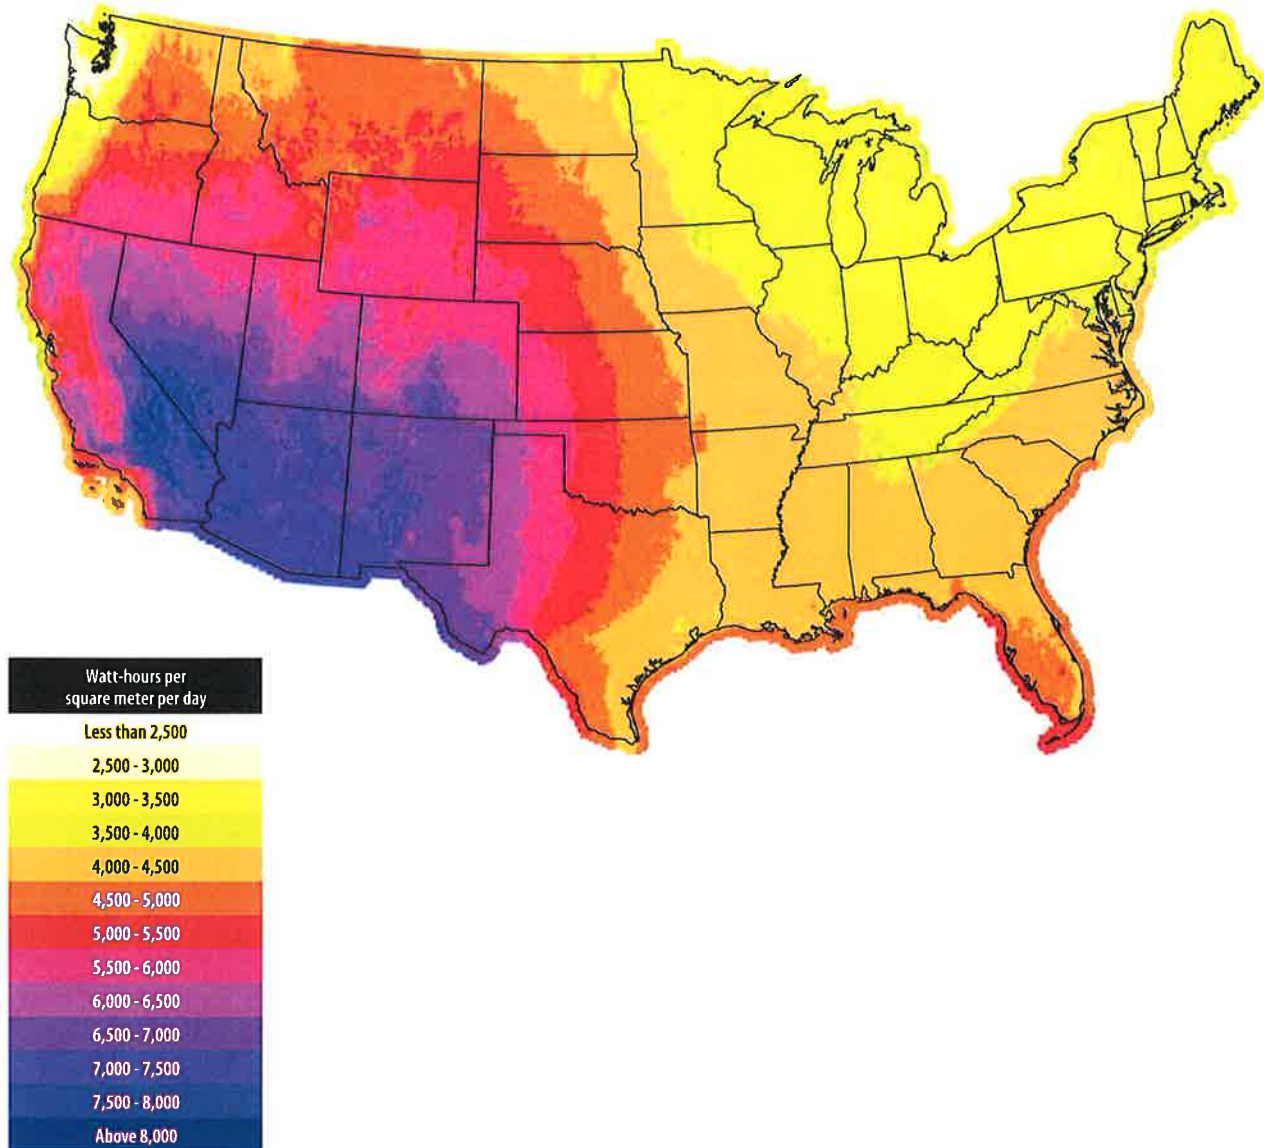 Watt-hours per
square meter per day
Less than 2,500
2,500 - 3,000
3,000 - 3,500
3,500 - 4,000
4,000 - 4,500
4,500 - 5,000
5,000 - 5,500
5,500 - 6,000
6,000 - 6,500
6,500 - 7,000
7,000 - 7,500
7,500 - 8,000
Above 8,000